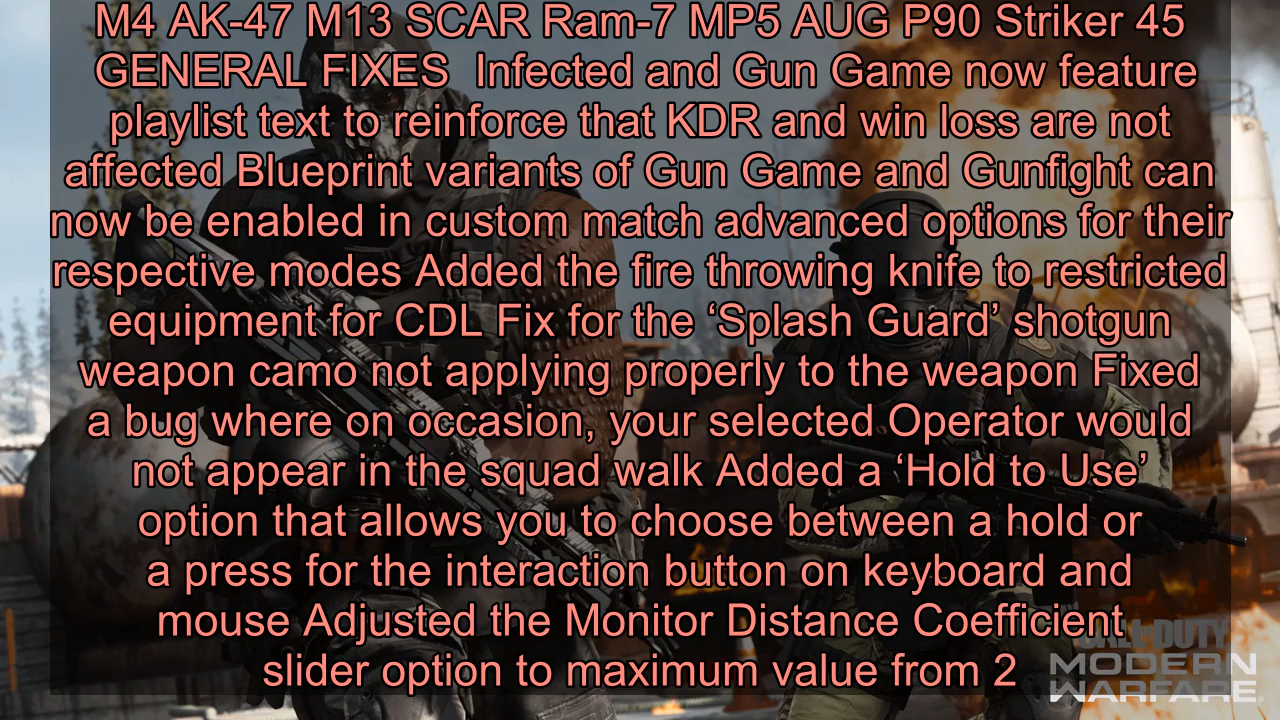 M4 AK-47 M13 SCAR Ram-7 MP5 AUG P90 Striker 45
GENERAL FIXES  Infected and Gun Game now feature
playlist text to reinforce that KDR and win loss are not
affected Blueprint variants of Gun Game and Gunfight can
now be enabled in custom match advanced options for their
respective modes Added the fire throwing knife to restricted
equipment for CDL Fix for the ‘Splash Guard’ shotgun
weapon camo not applying properly to the weapon Fixed
a bug where on occasion, your selected Operator would
not appear in the squad walk Added a ‘Hold to Use’
option that allows you to choose between a hold or
a press for the interaction button on keyboard and
mouse Adjusted the Monitor Distance Coefficient
slider option to maximum value from 2
CALL OF DUTY
MODERN
WARFARE